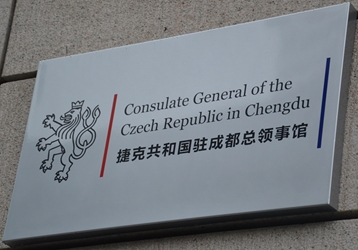 Consulate General of the
Czech Republic in Chengdu
捷克共和国驻成都总领事馆